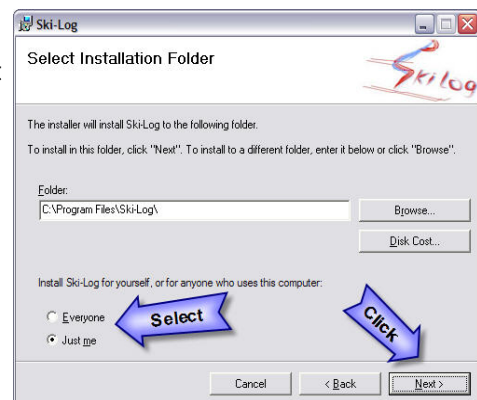 Ski-Log
Select Installation Folder
Skilog
The installer will install Ski-Log to the following folder.
To install in this folder, click "Next". To install to a different folder, enter it below or click "Browse".
Folder:
C:\Program Files\Ski-Log\
Browse...
Disk Cost...
Install Ski-Log for yourself, or for anyone who uses this computer:
Everyone
Select
Click
Just me
Cancel
< Back
Next >